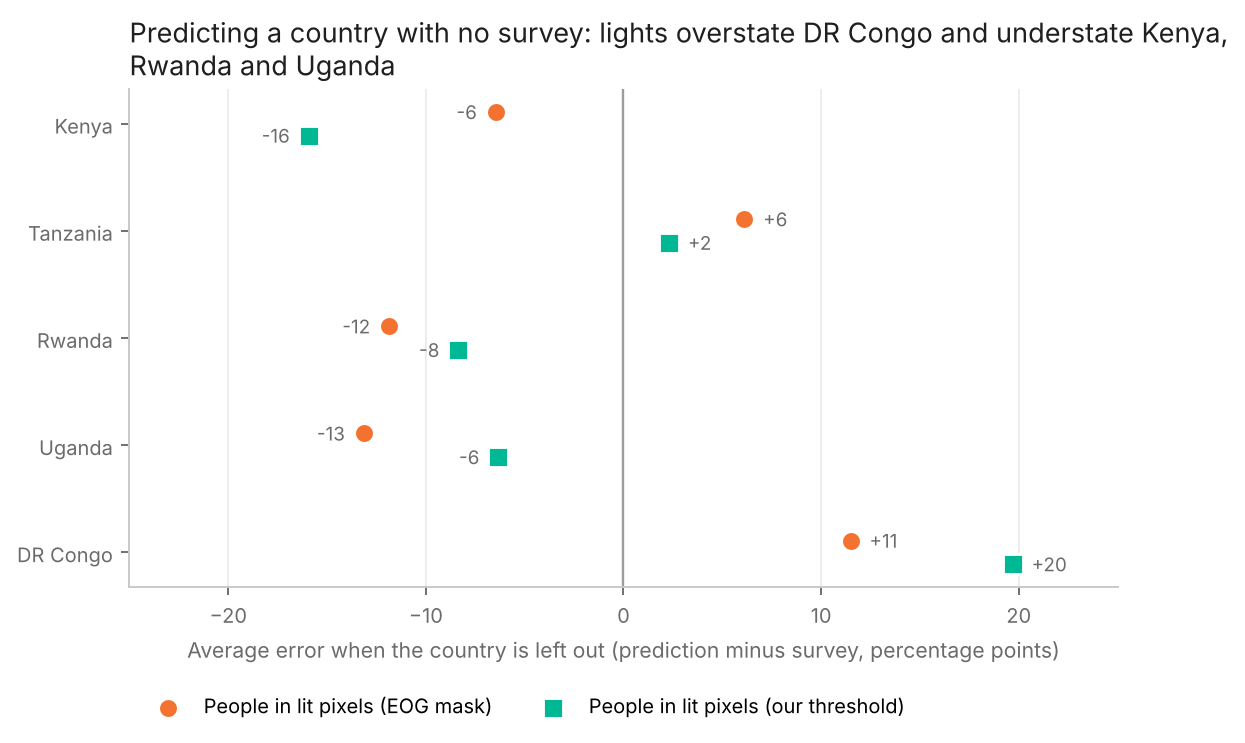 Predicting a country with no survey: lights overstate DR Congo and understate Kenya,
Rwanda and Uganda
Kenya
-6
-16
Tanzania
+6
+2
Rwanda
-12
-8
Uganda
-13
-6
DR Congo
+11
+20
−20
−10
0
10
20
Average error when the country is left out (prediction minus survey, percentage points)
People in lit pixels (EOG mask)
People in lit pixels (our threshold)